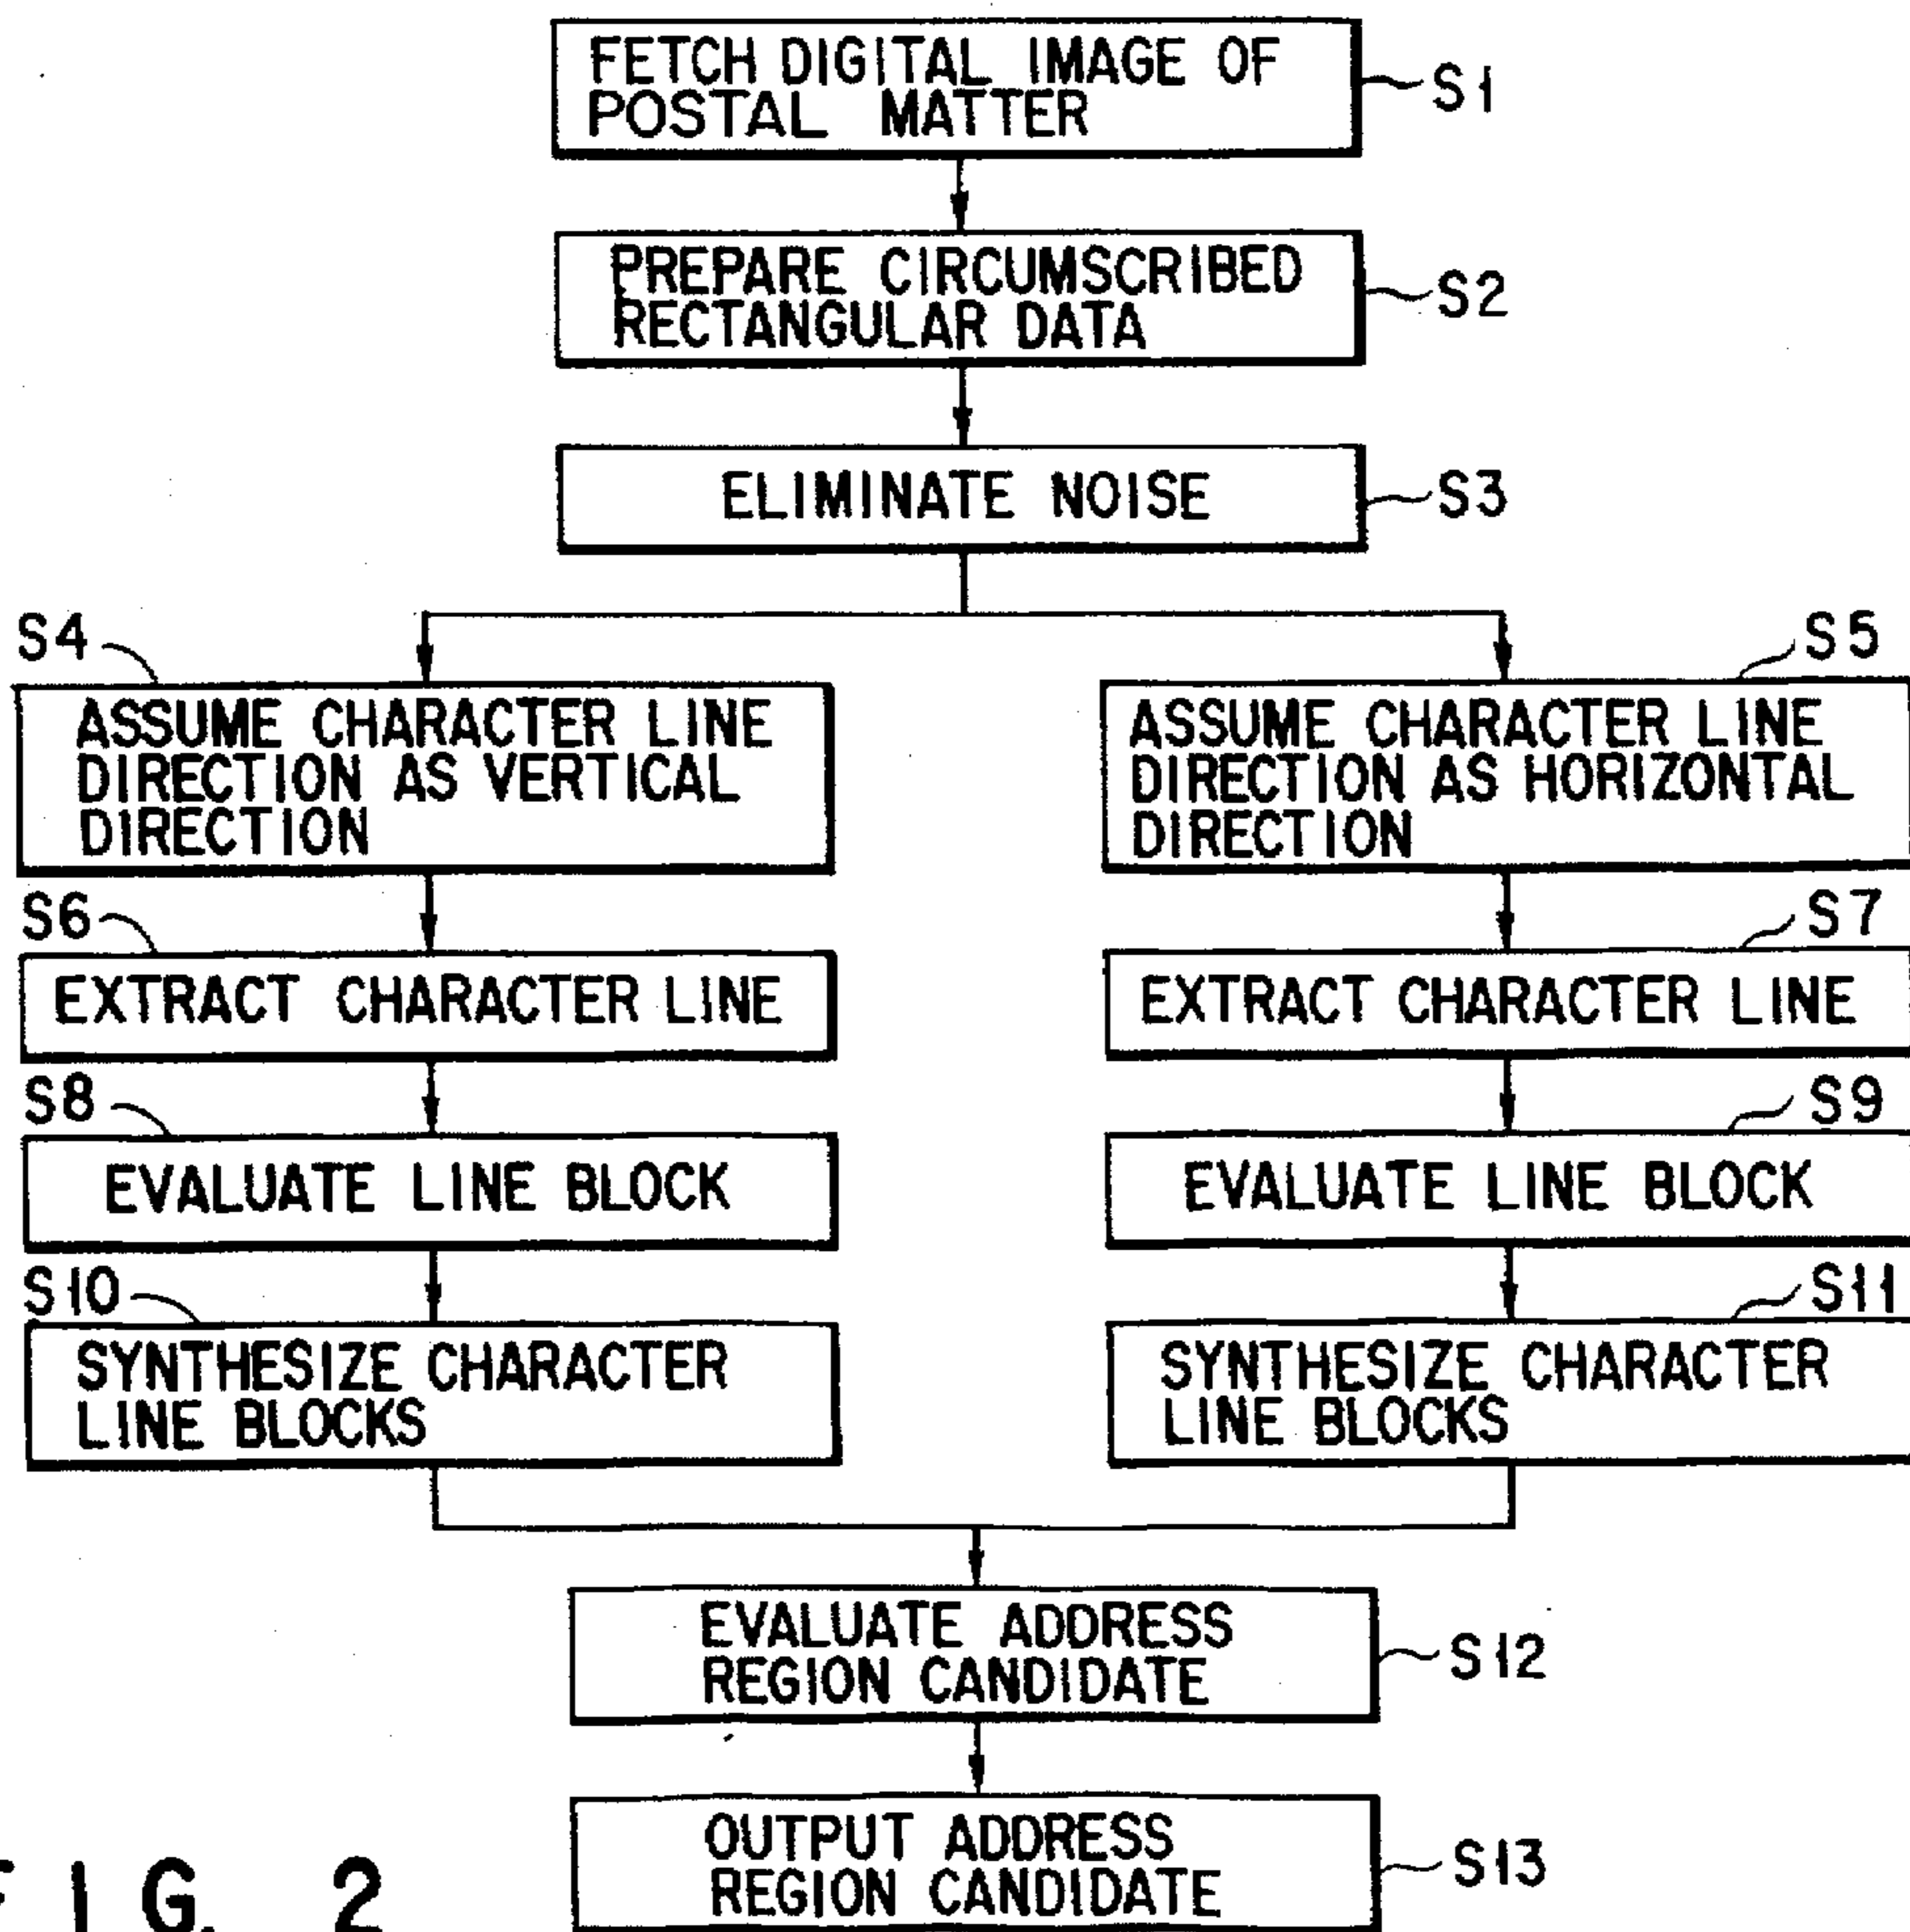 FETCH DIGITAL IMAGE OF
POSTAL MATTER
S1
PREPARE CIRCUMSCRIBED
RECTANGULAR DATA
S2
ELIMINATE NOISE
S3
S4
ASSUME CHARACTER LINE
DIRECTION AS VERTICAL
DIRECTION
S5
ASSUME CHARACTER LINE
DIRECTION AS HORIZONTAL
DIRECTION
S6
EXTRACT CHARACTER LINE
S7
EXTRACT CHARACTER LINE
S8
EVALUATE LINE BLOCK
S9
EVALUATE LINE BLOCK
S10
SYNTHESIZE CHARACTER
LINE BLOCKS
S11
SYNTHESIZE CHARACTER
LINE BLOCKS
EVALUATE ADDRESS
REGION CANDIDATE
S12
OUTPUT ADDRESS
REGION CANDIDATE
S13
FIG. 2